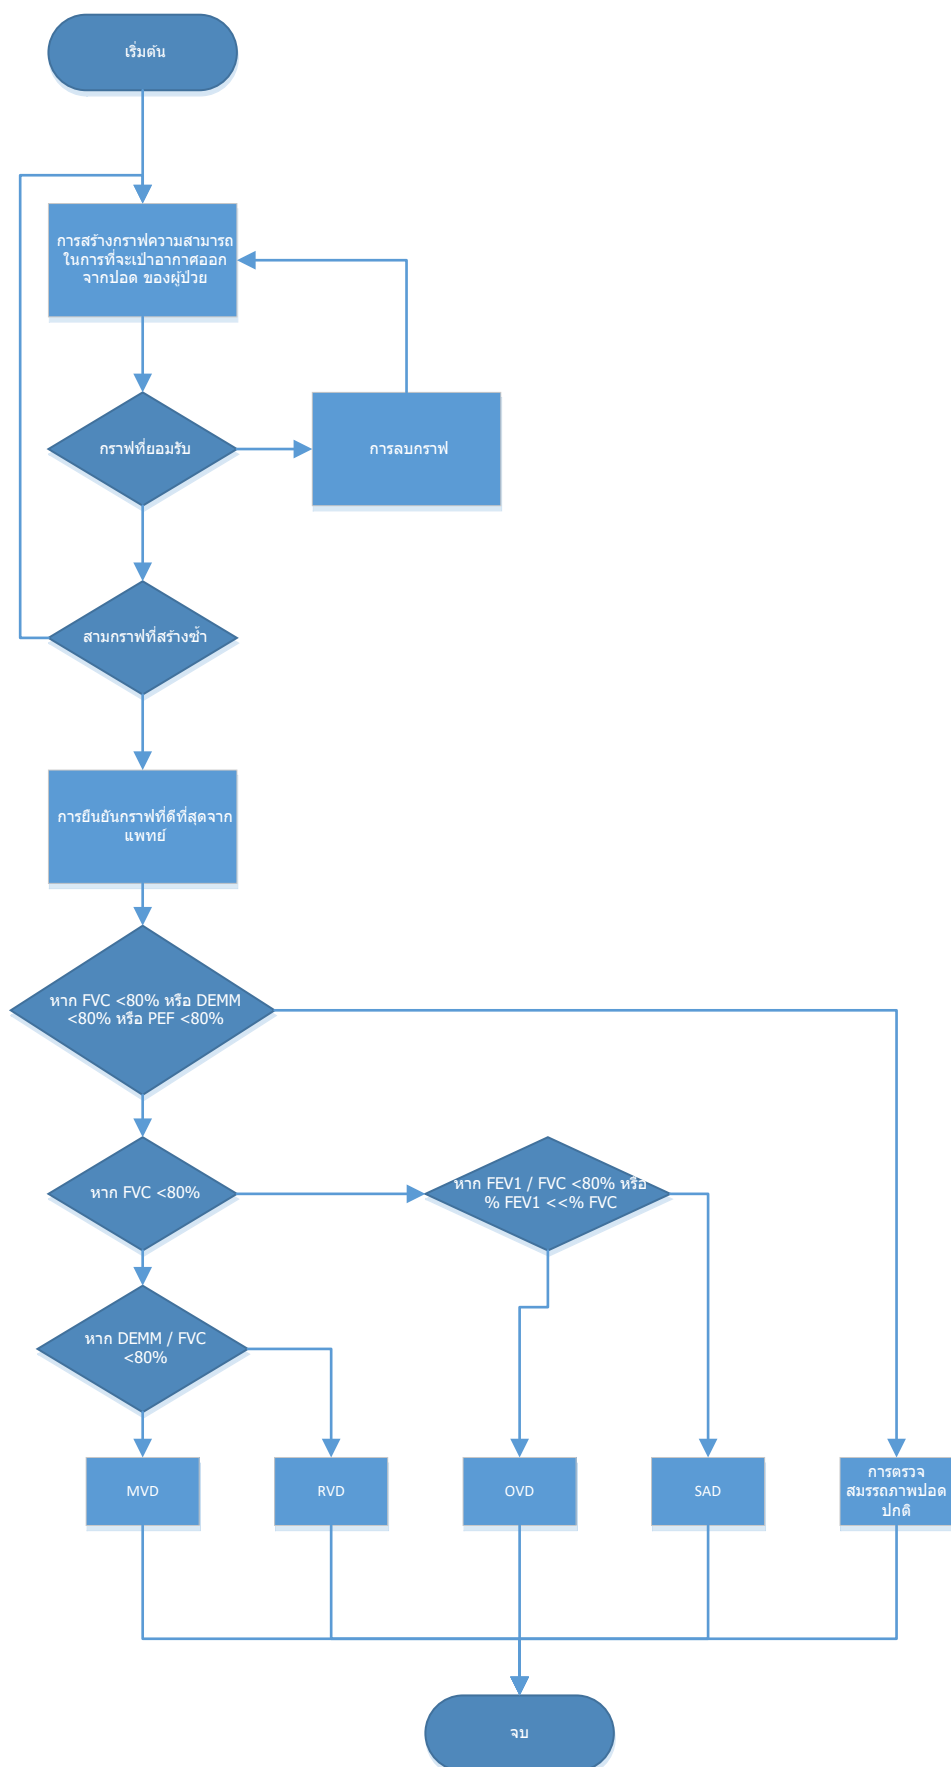 เริ่มต้น
การสร้างกราฟความสามารถ
ในการที่จะเป่าอากาศออก
จากปอด ของผู้ป่วย
กราฟที่ยอมรับ
การลบกราฟ
สามกราฟที่สร้างซ้ำ
การยืนยันกราฟที่ดีที่สุดจาก
แพทย์
หาก FVC <80% หรือ DEMM
<80% หรือ PEF <80%
หาก FVC <80%
หาก FEV1 / FVC <80% หรือ
% FEV1 <<% FVC
หาก DEMM / FVC
<80%
MVD
RVD
OVD
SAD
การตรวจ
สมรรถภาพปอด
ปกติ
จบ